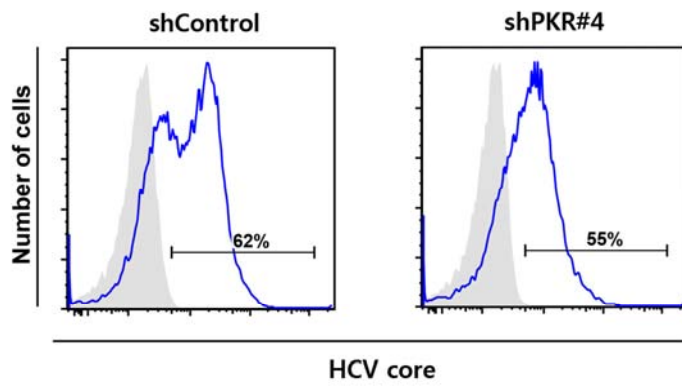 shControl
shPKR#4
Number of cells
62%
55%
HCV core